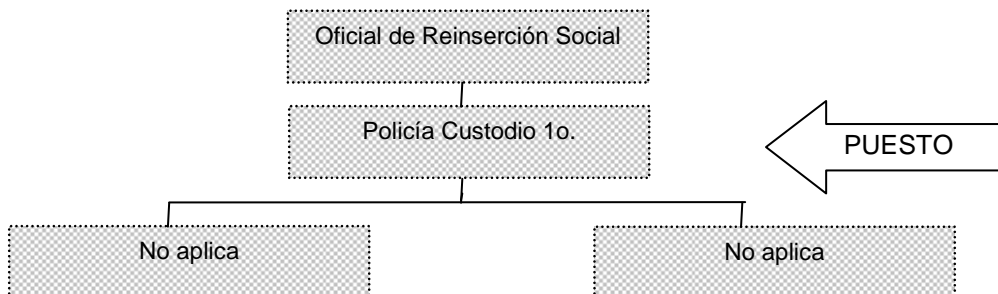 Oficial de Reinserción Social
Policía Custodio 1o.
PUESTO
No aplica
No aplica